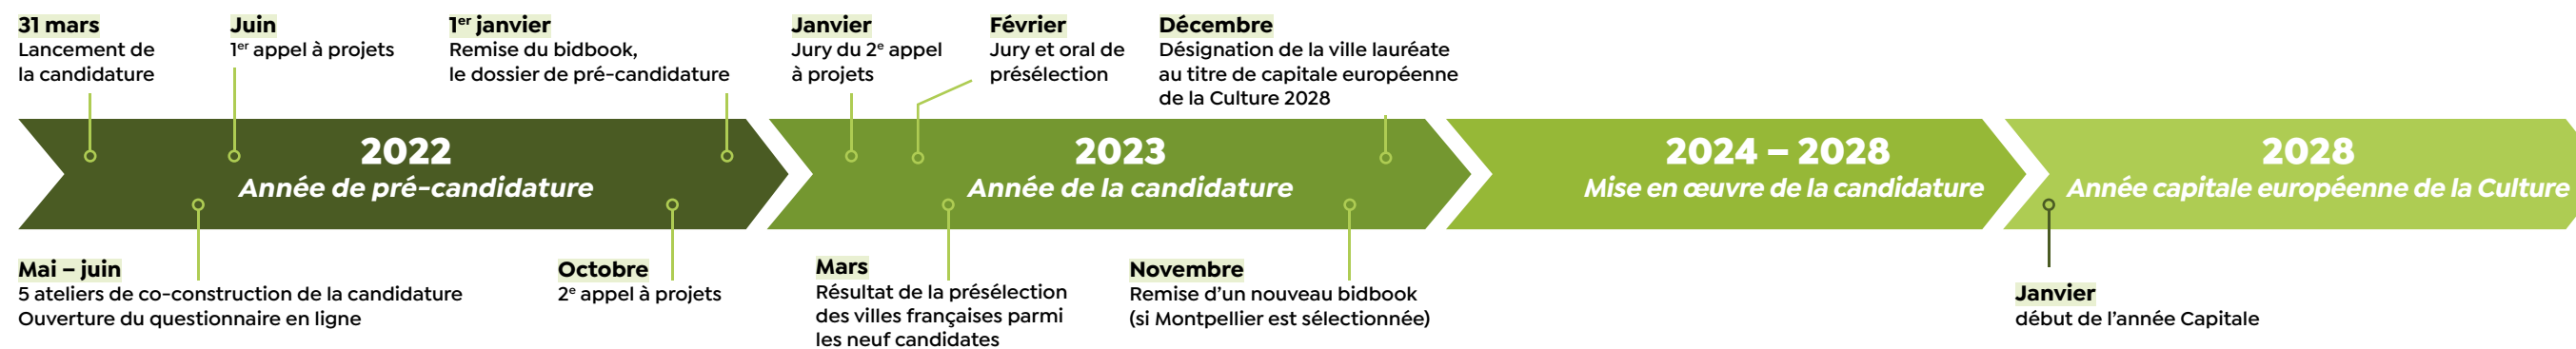 31 mars
Lancement de
la candidature
Juin
1er appel à projets
1er janvier
Remise du bidbook,
le dossier de pré-candidature
Janvier
Jury du 2e appel
à projets
Février
Jury et oral de
présélection
Décembre
Désignation de la ville lauréate
au titre de capitale européenne
de la Culture 2028
2022
Année de pré-candidature
2023
Année de la candidature
2024 – 2028
Mise en œuvre de la candidature
2028
Année capitale européenne de la Culture
Mai – juin
5 ateliers de co-construction de la candidature
Ouverture du questionnaire en ligne
Octobre
2e appel à projets
Mars
Résultat de la présélection
des villes françaises parmi
les neuf candidates
Novembre
Remise d’un nouveau bidbook
(si Montpellier est sélectionnée)
Janvier
début de l’année Capitale